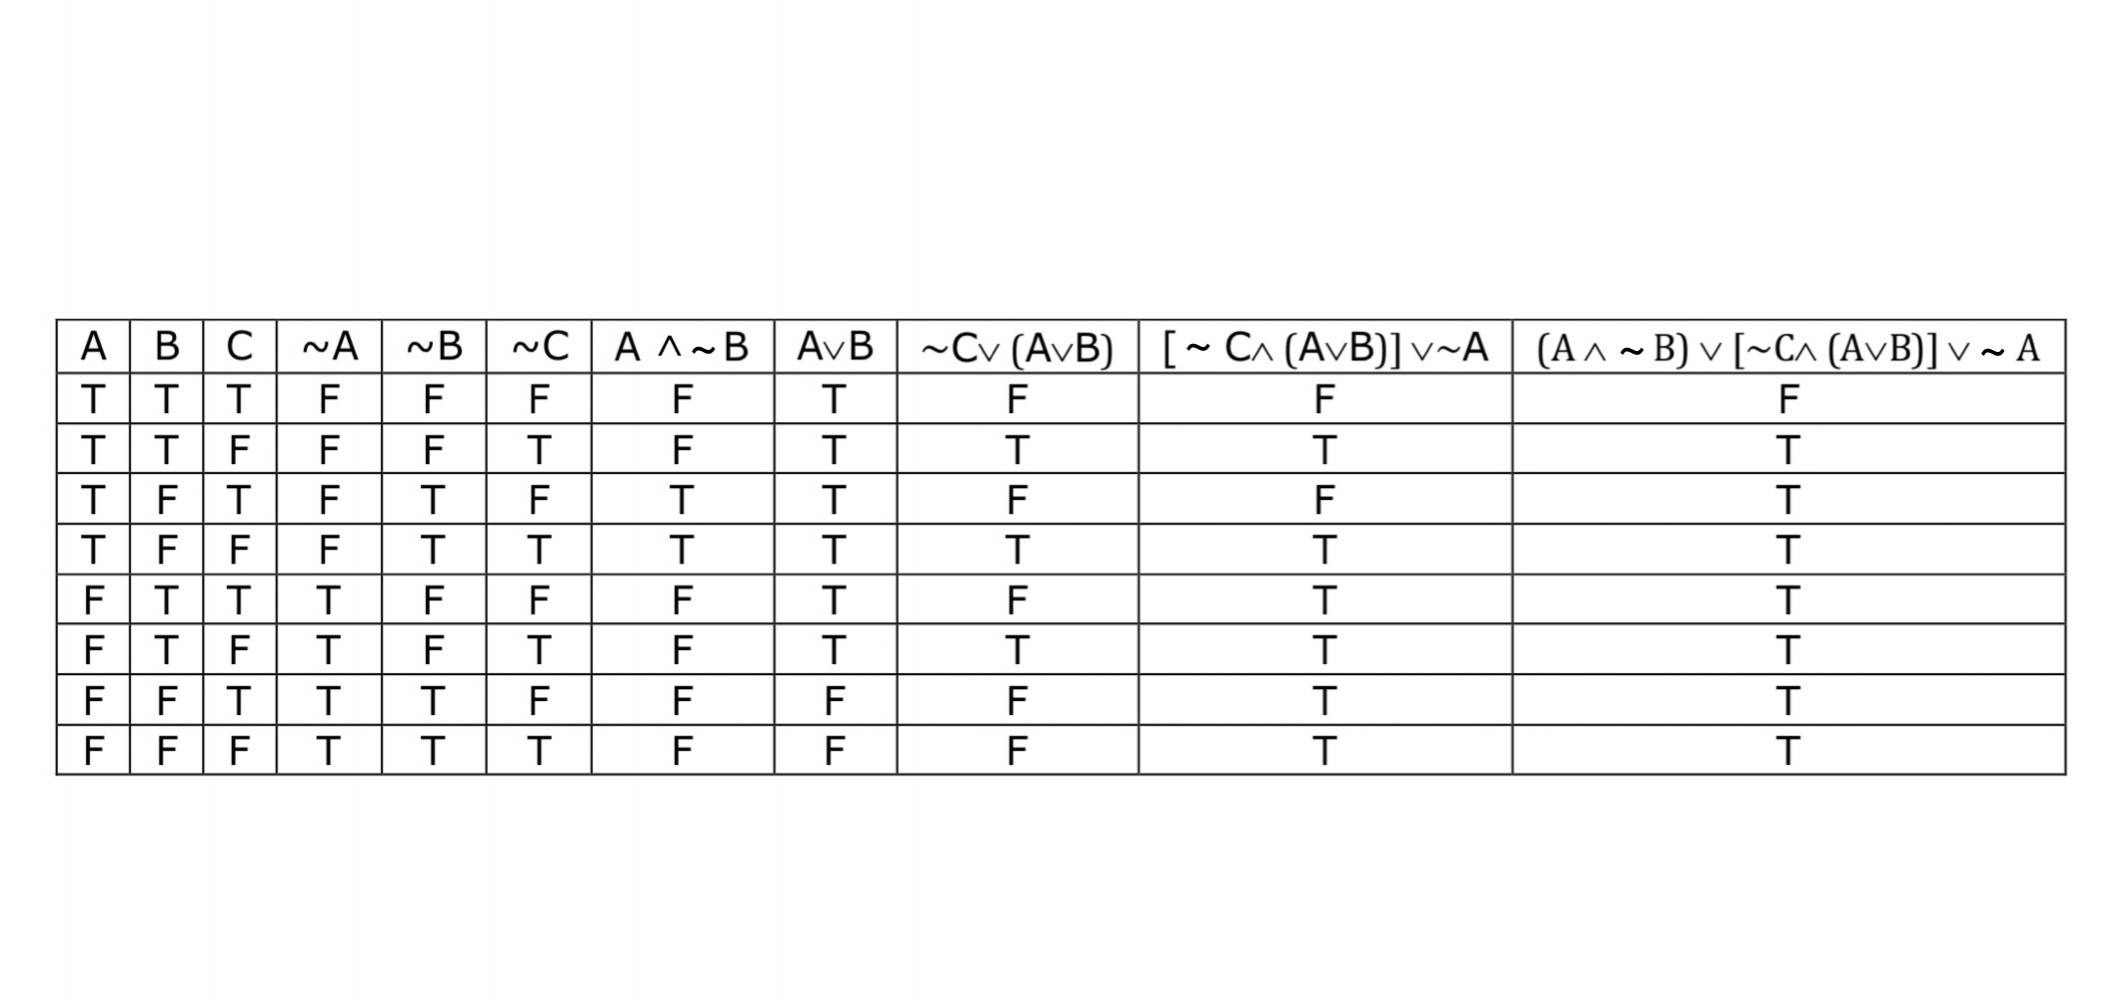 A B C ~A ~B ~C A ∧ ~ B A∨B ~C∨ (A∨B) [ ~ C∧ (A∨B)] ∨~A (A ∧ ~ B) ∨ [~C∧ (A∨B)] ∨ ~ A
T T T F F F F T F F F
T T F F F T F T T T T
T F T F T F T T F F T
T F F F T T T T T T T
F T T T F F F T F T T
F T F T F T F T T T T
F F T T T F F F F T T
F F F T T T F F F T T